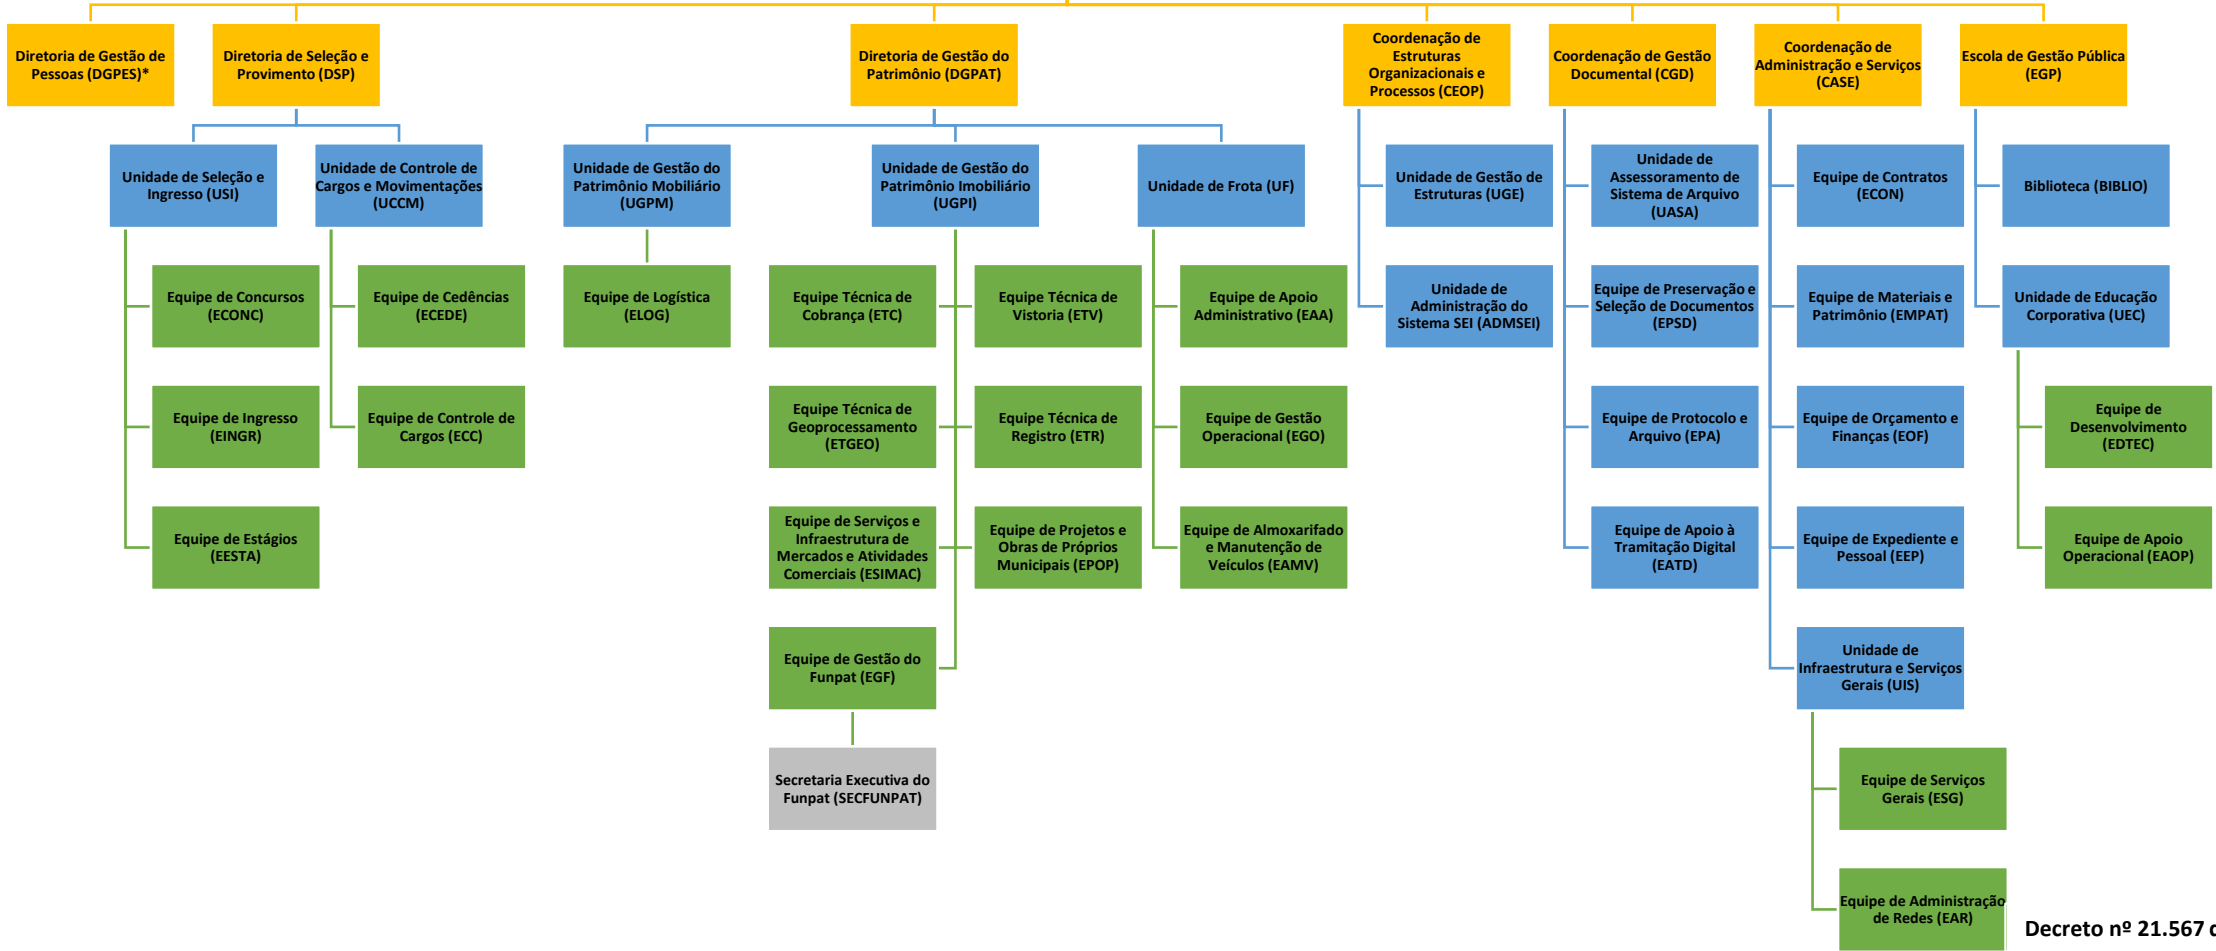 Diretoria de Gestão de
Pessoas (DGPES)*
Diretoria de Seleção e
Provimento (DSP)
Diretoria de Gestão do
Patrimônio (DGPAT)
Coordenação de
Estruturas
Organizacionais e
Processos (CEOP)
Coordenação de Gestão
Documental (CGD)
Coordenação de
Administração e Serviços
(CASE)
Escola de Gestão Pública
(EGP)
Unidade de Seleção e
Ingresso (USI)
Unidade de Controle de
Cargos e Movimentações
(UCCM)
Unidade de Gestão do
Patrimônio Mobiliário
(UGPM)
Unidade de Gestão do
Patrimônio Imobiliário
(UGPI)
Unidade de Frota (UF)
Unidade de Gestão de
Estruturas (UGE)
Unidade de
Assessoramento de
Sistema de Arquivo
(UASA)
Equipe de Contratos
(ECON)
Biblioteca (BIBLIO)
Equipe de Concursos
(ECONC)
Equipe de Cedências
(ECEDE)
Equipe de Logística
(ELOG)
Equipe Técnica de
Cobrança (ETC)
Equipe Técnica de
Vistoria (ETV)
Equipe de Apoio
Administrativo (EAA)
Unidade de
Administração do
Sistema SEI (ADMSEI)
Equipe de Preservação e
Seleção de Documentos
(EPSD)
Equipe de Materiais e
Patrimônio (EMPAT)
Unidade de Educação
Corporativa (UEC)
Equipe de Ingresso
(EINGR)
Equipe de Controle de
Cargos (ECC)
Equipe Técnica de
Geoprocessamento
(ETGEO)
Equipe Técnica de
Registro (ETR)
Equipe de Gestão
Operacional (EGO)
Equipe de Protocolo e
Arquivo (EPA)
Equipe de Orçamento e
Finanças (EOF)
Equipe de
Desenvolvimento
(EDTEC)
Equipe de Estágios
(EESTA)
Equipe de Serviços e
Infraestrutura de
Mercados e Atividades
Comerciais (ESIMAC)
Equipe de Projetos e
Obras de Próprios
Municipais (EPOP)
Equipe de Almoxarifado
e Manutenção de
Veículos (EAMV)
Equipe de Apoio à
Tramitação Digital
(EATD)
Equipe de Expediente e
Pessoal (EEP)
Equipe de Apoio
Operacional (EAOP)
Equipe de Gestão do
Funpat (EGF)
Unidade de
Infraestrutura e Serviços
Gerais (UIS)
Secretaria Executiva do
Funpat (SECFUNPAT)
Equipe de Serviços
Gerais (ESG)
Equipe de Administração
de Redes (EAR)
Decreto nº 21.567